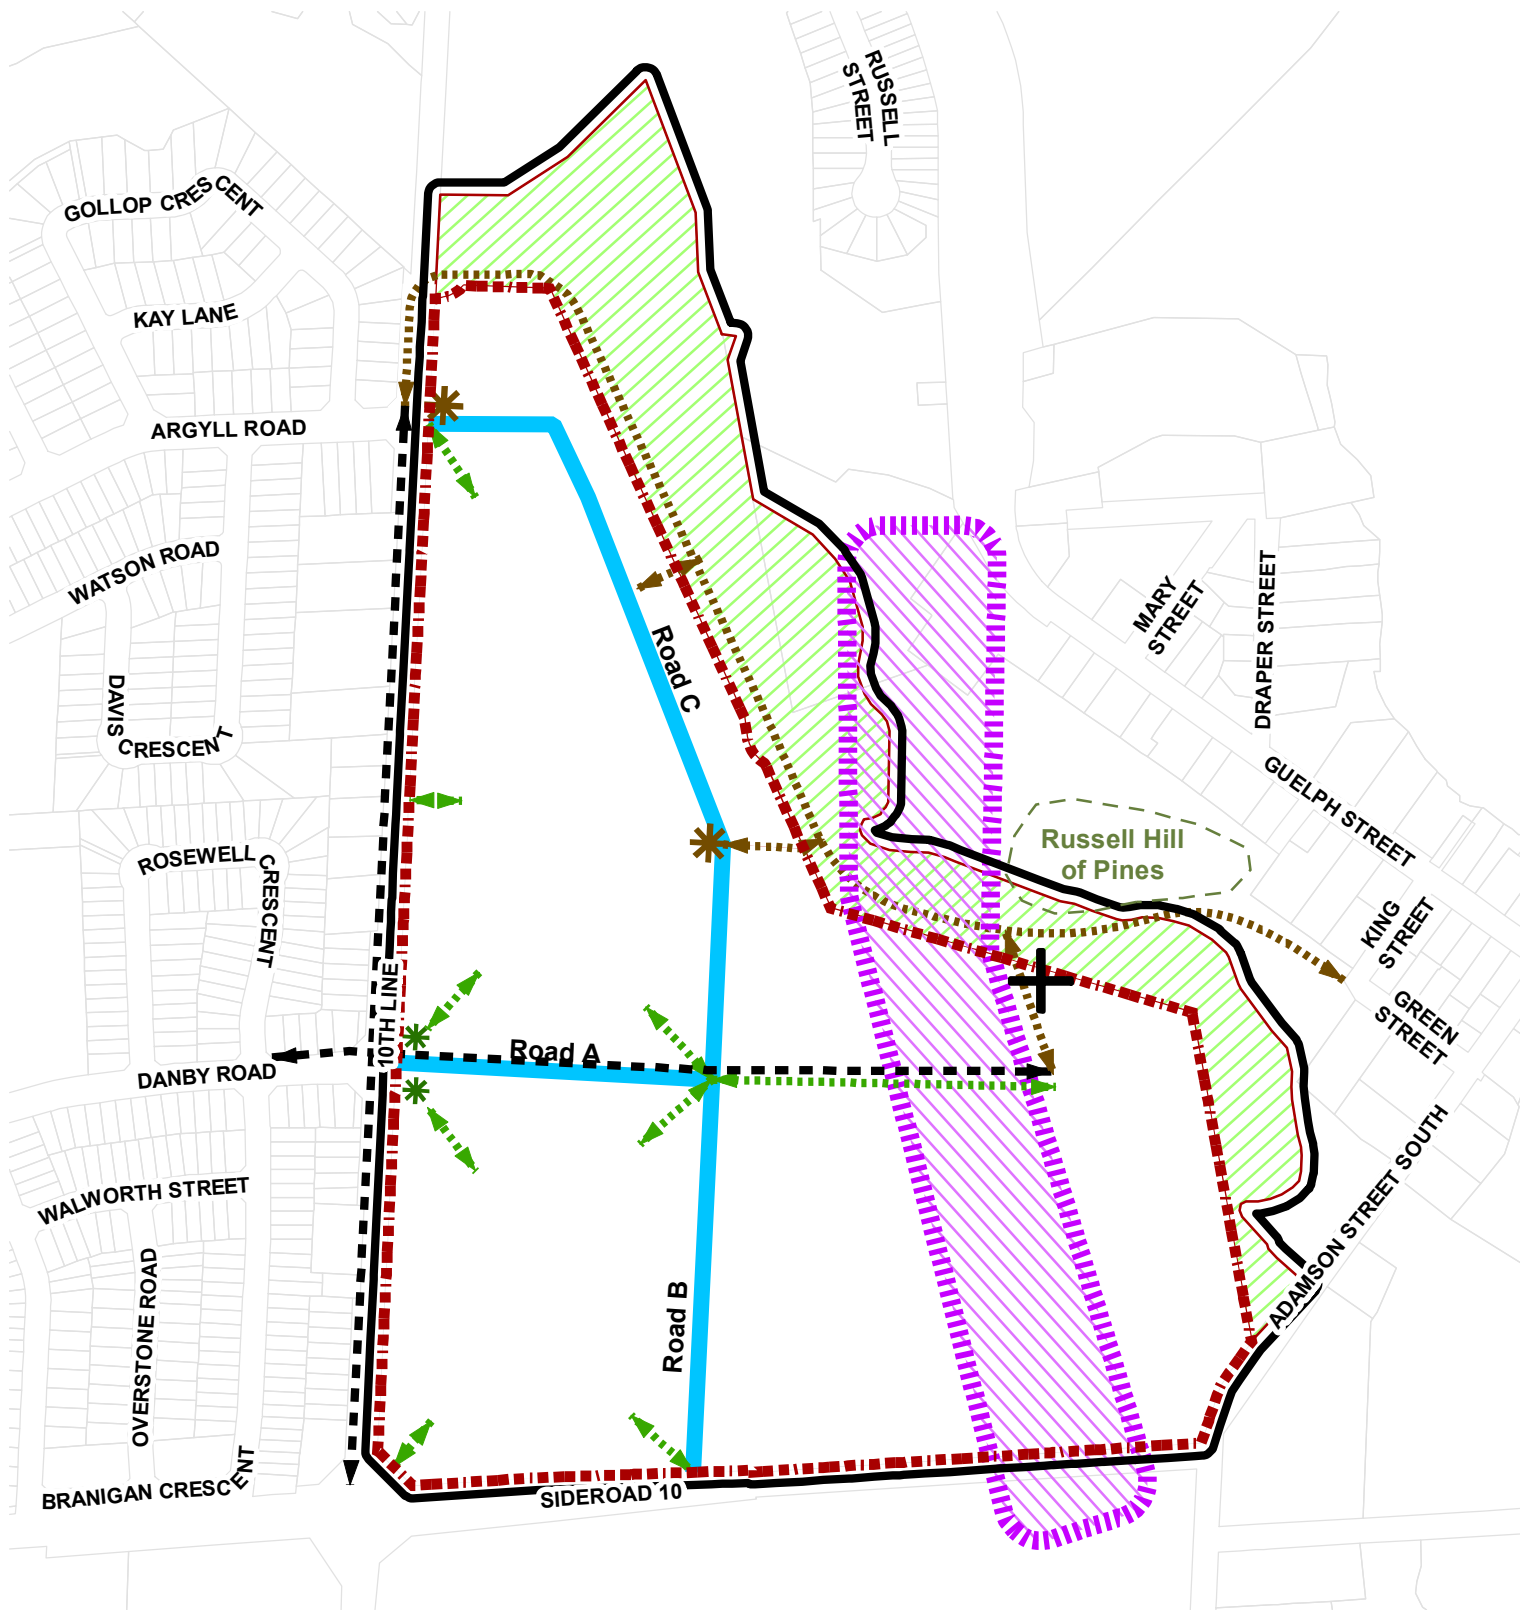 RUSSELL
STREET
GOLLOP CRESCENT
KAY LANE
ARGYLL ROAD
WATSON ROAD
MARY
STREET
DRAPER STREET
Road C
DAVIS
CRESCENT
GUELPH STREET
Russell Hill
of Pines
ROSEWELL
CRESCENT
KING
STREET
10TH LINE
GREEN
STREET
Road A
DANBY ROAD
WALWORTH STREET
ADAMSON STREET SOUTH
OVERSTONE ROAD
Road B
BRANIGAN CRESCENT
SIDEROAD 10